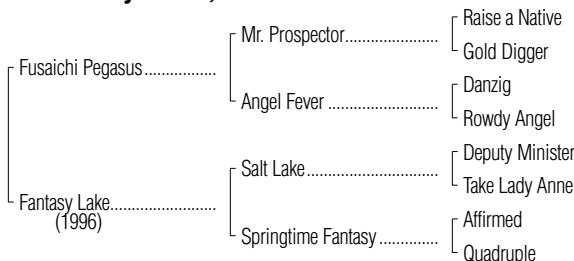 Raise a Native
Mr. Prospector....................
Gold Digger
Fusaichi Pegasus................
Danzig
Angel Fever ........................
Rowdy Angel
Deputy Minister
Salt Lake............................
Take Lady Anne
Fantasy Lake.......................
(1996)
Affirmed
Springtime Fantasy ..............
Quadruple